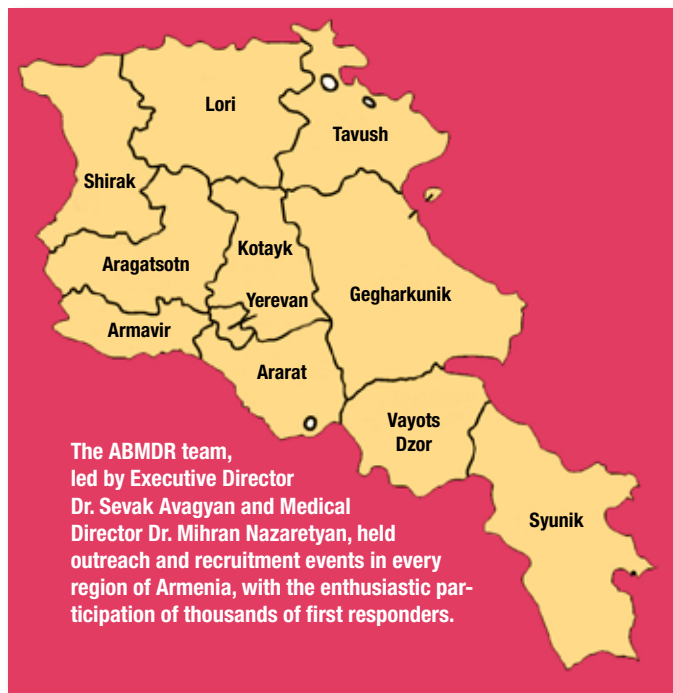 Lori
Tavush
Shirak
Kotayk
Aragatsotn
Gegharkunik
Yerevan
Armavir
Ararat
Vayots
Dzor
Syunik
The ABMDR team,
led by Executive Director
Dr. Sevak Avagyan and Medical
Director Dr. Mihran Nazaretyan, held
outreach and recruitment events in every
region of Armenia, with the enthusiastic par-
ticipation of thousands of first responders.